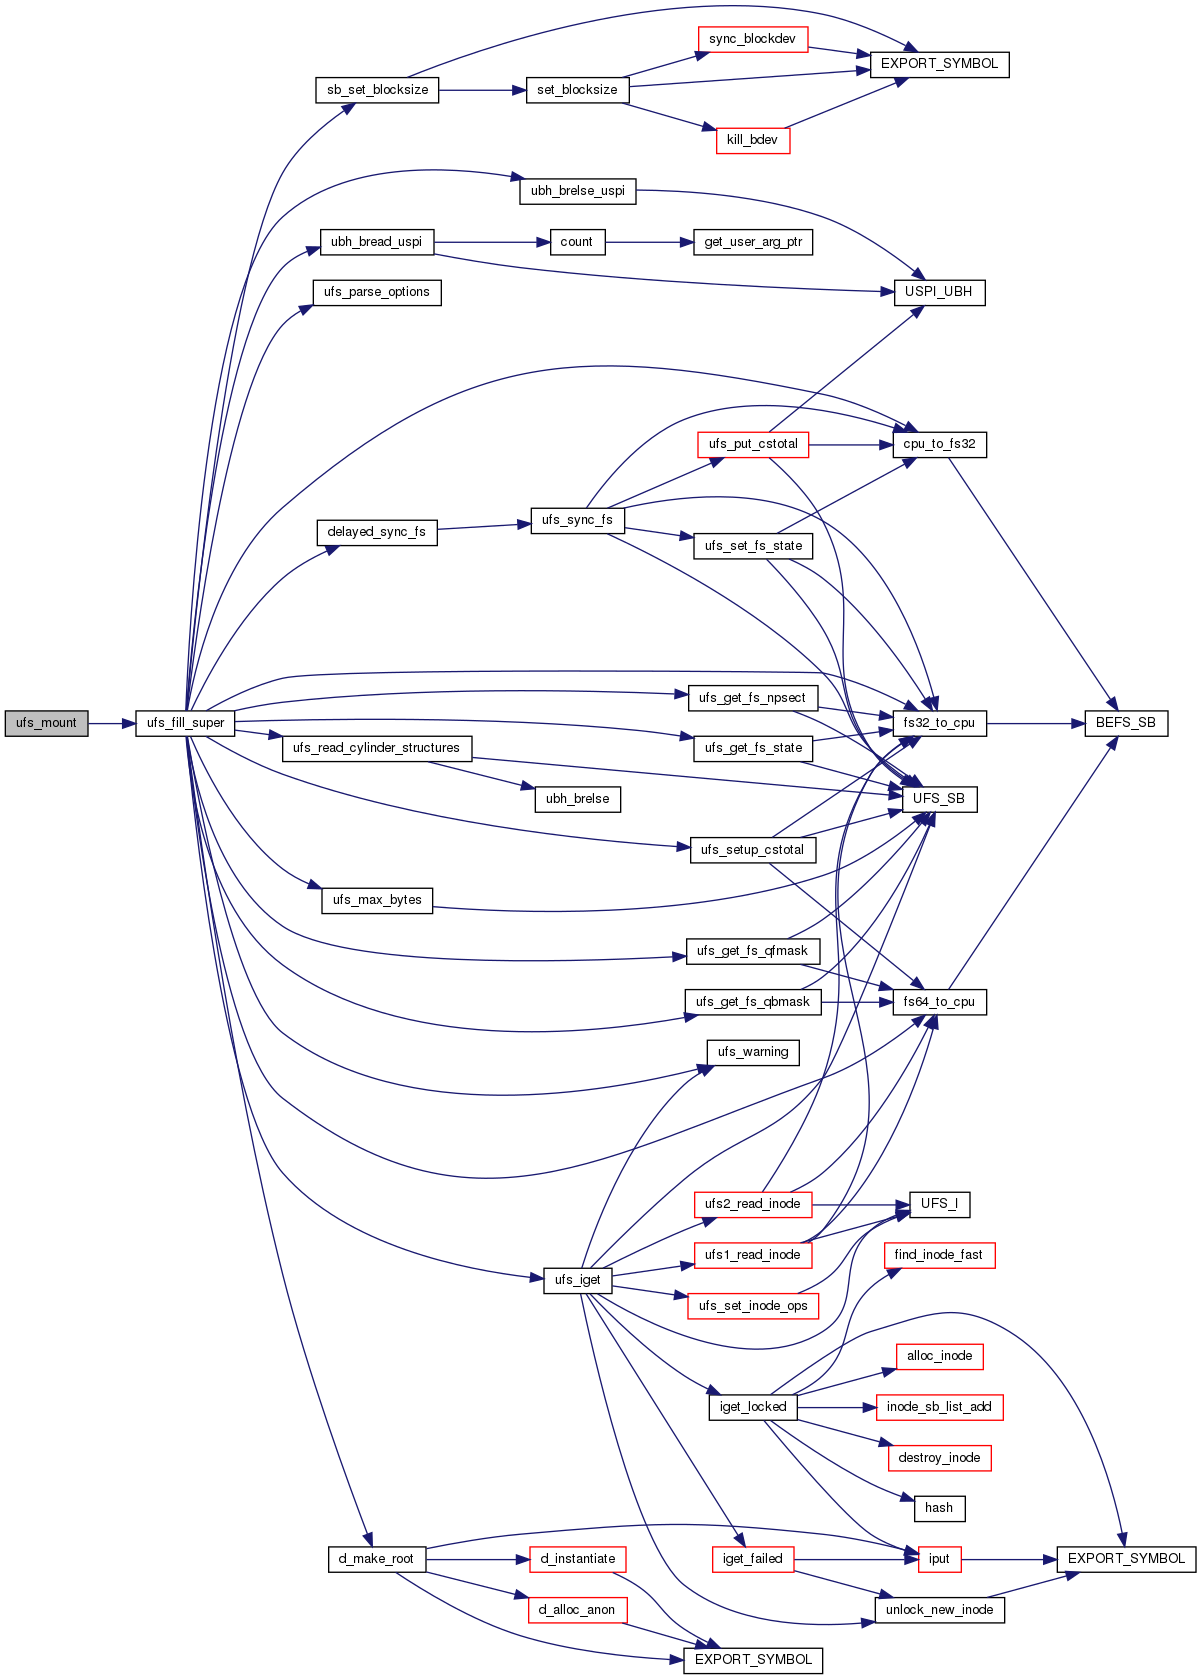 sync_blockdev
EXPORT_SYMBOL
sb_set_blocksize
set_blocksize
kill_bdev
ubh_brelse_uspi
ubh_bread_uspi
count
get_user_arg_ptr
ufs_parse_options
USPI_UBH
ufs_put_cstotal
cpu_to_fs32
delayed_sync_fs
ufs_sync_fs
ufs_set_fs_state
ufs_get_fs_npsect
ufs_mount
ufs_fill_super
fs32_to_cpu
BEFS_SB
ufs_read_cylinder_structures
ufs_get_fs_state
ubh_brelse
UFS_SB
ufs_setup_cstotal
ufs_max_bytes
ufs_get_fs_qfmask
ufs_get_fs_qbmask
fs64_to_cpu
ufs_warning
ufs2_read_inode
UFS_I
ufs1_read_inode
find_inode_fast
ufs_iget
ufs_set_inode_ops
alloc_inode
iget_locked
inode_sb_list_add
destroy_inode
hash
d_make_root
d_instantiate
iget_failed
iput
EXPORT_SYMBOL
d_alloc_anon
unlock_new_inode
EXPORT_SYMBOL